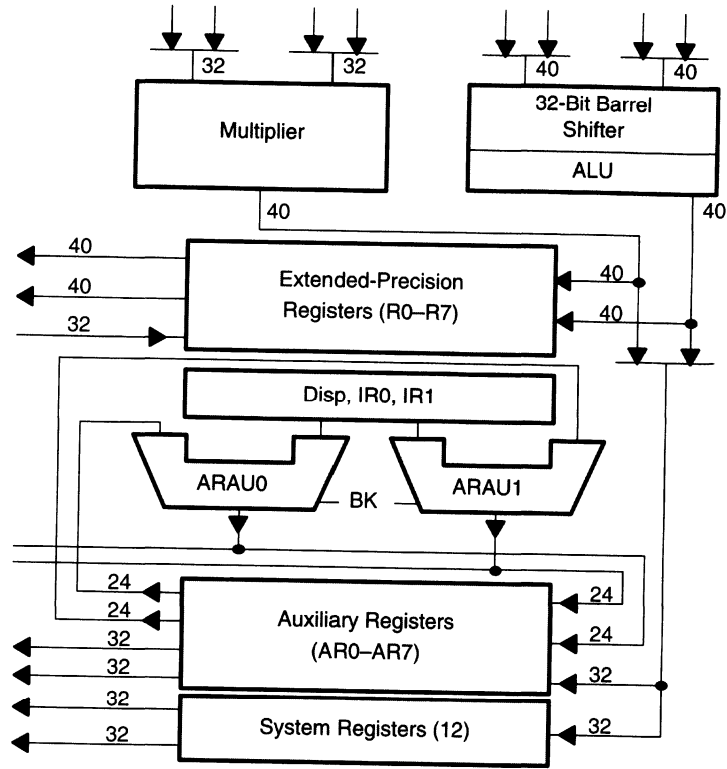 32
32
40
40
Multiplier
32-Bit Barrel
Shifter
ALU
40
40
40
40
32
Extended-Precision
Registers (R0–R7)
40
40
Disp, IR0, IR1
ARAU0
BK
ARAU1
24
24
32
32
Auxiliary Registers
(AR0–AR7)
24
24
32
32
32
System Registers (12)
32